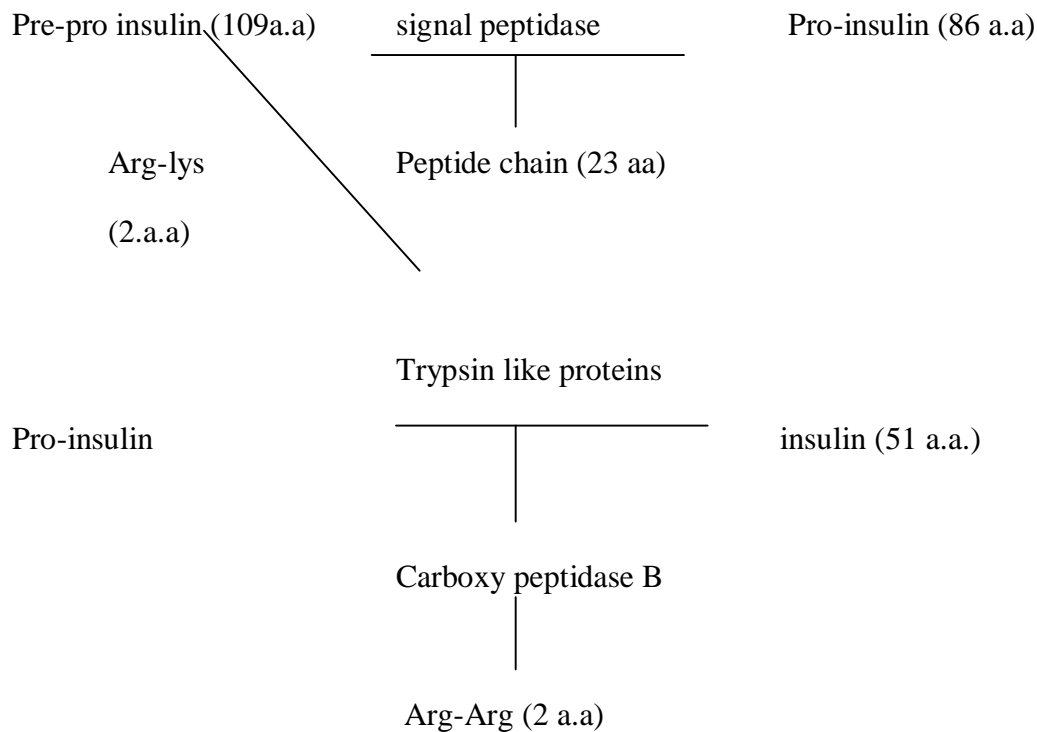 Pre-pro insulin (109a.a) signal peptidase Pro-insulin (86 a.a)
Arg-lys Peptide chain (23 aa)
(2.a.a)
Trypsin like proteins
Pro-insulin insulin (51 a.a.)
Carboxy peptidase B
Arg-Arg (2 a.a)